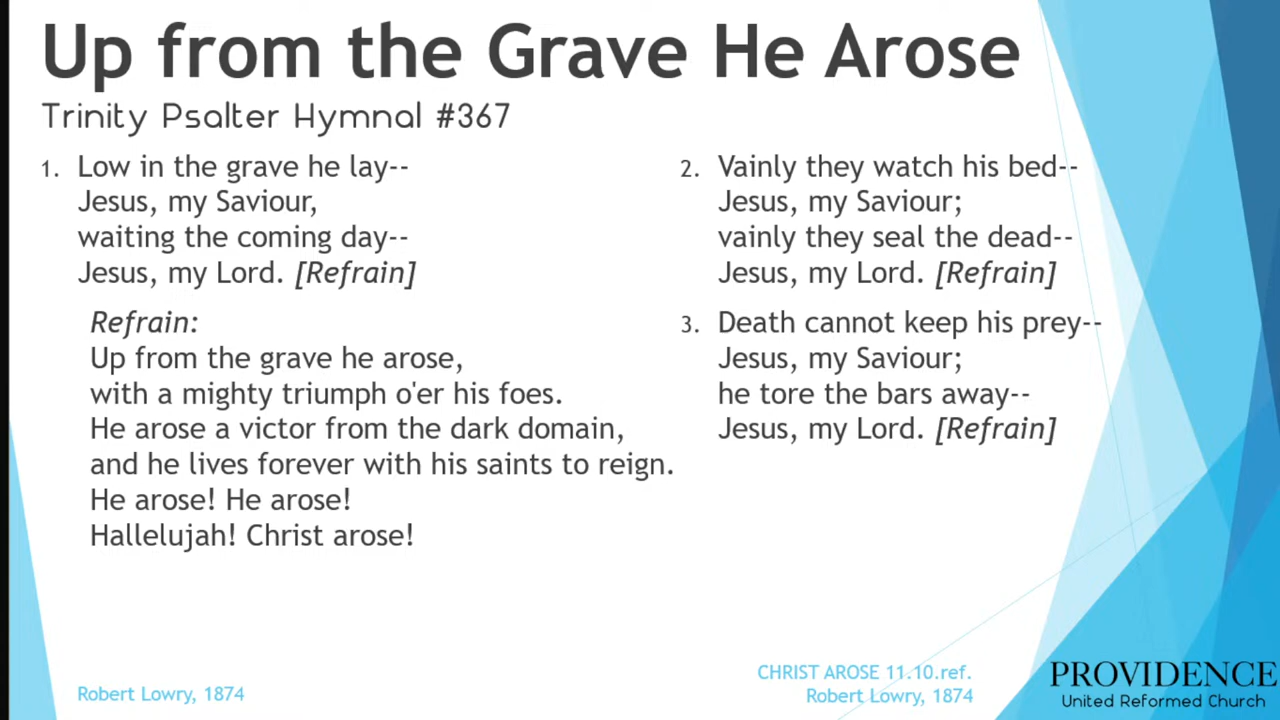 Up from the Grave He Arose
Trinity Psalter Hymnal #367
1. Low in the grave he lay--
Jesus, my Saviour,
waiting the coming day--
Jesus, my Lord. [Refrain]
Refrain:
Up from the grave he arose,
with a mighty triumph o'er his foes.
He arose a victor from the dark domain,
and he lives forever with his saints to reign.
He arose! He arose!
Hallelujah! Christ arose!
2. Vainly they watch his bed--
Jesus, my Saviour;
vainly they seal the dead--
Jesus, my Lord. [Refrain]
3. Death cannot keep his prey--
Jesus, my Saviour;
he tore the bars away--
Jesus, my Lord. [Refrain]
Robert Lowry, 1874
CHRIST AROSE 11.10.ref.
Robert Lowry, 1874
PROVIDENCE
United Reformed Church